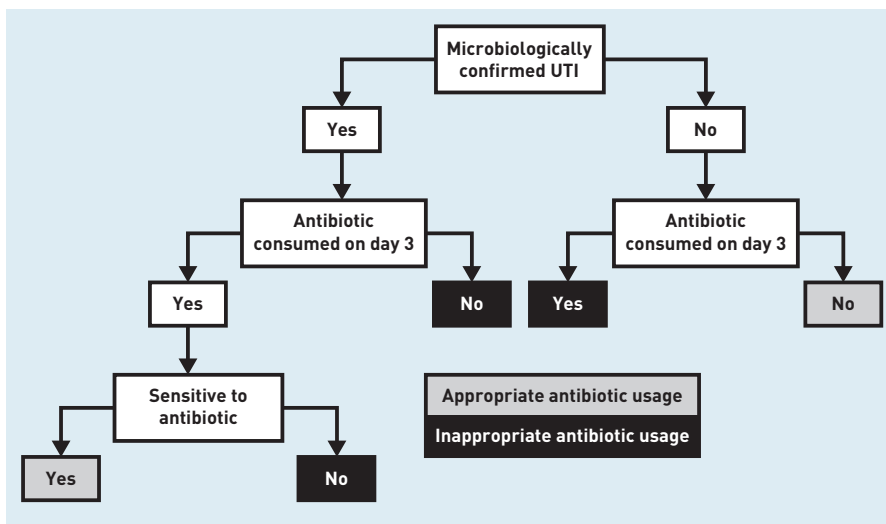 Microbiologically
confirmed UTI
Yes
No
Antibiotic
consumed on day 3
Antibiotic
consumed on day 3
Yes
No
Yes
No
Sensitive to
antibiotic
Appropriate antibiotic usage
Inappropriate antibiotic usage
Yes
No